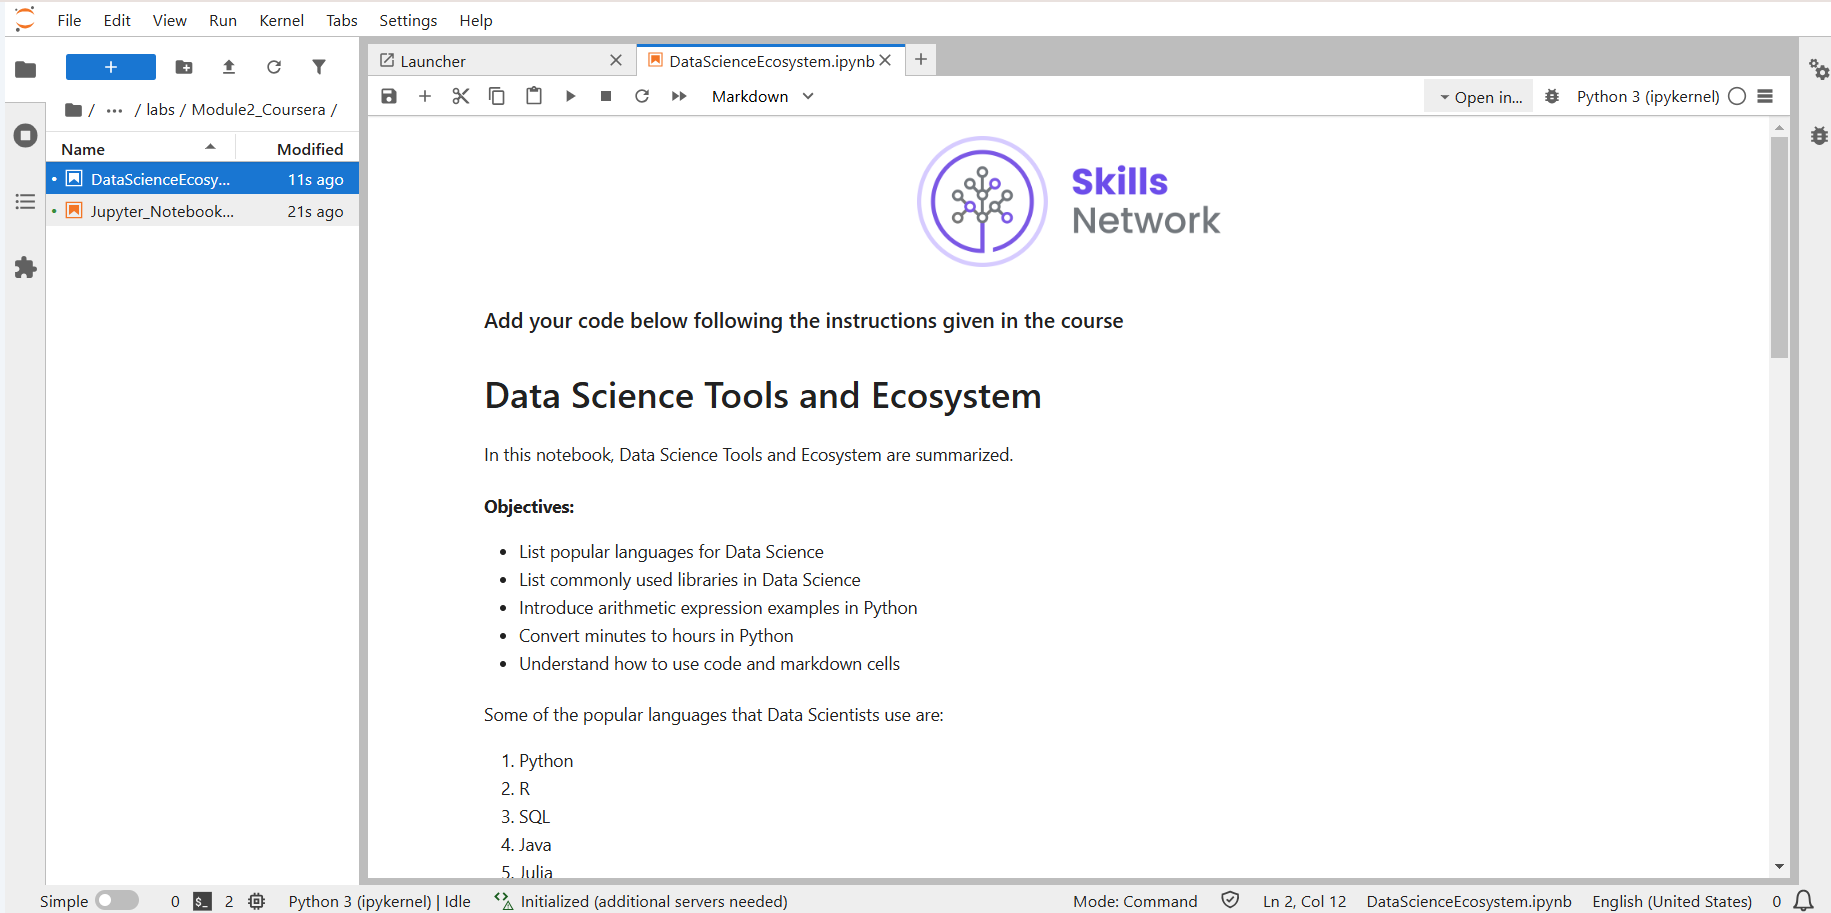 File Edit View Run Kernel Tabs Settings Help
Launcher
DataScienceEcosystem.ipynb
/ ··· / labs / Module2_Coursera /
Markdown
Open in...
Python 3 (ipykernel)
Name Modified
DataScienceEcosy... 11s ago
Jupyter_Notebook... 21s ago
Skills
Network
Add your code below following the instructions given in the course
Data Science Tools and Ecosystem
In this notebook, Data Science Tools and Ecosystem are summarized.
Objectives:
• List popular languages for Data Science
• List commonly used libraries in Data Science
• Introduce arithmetic expression examples in Python
• Convert minutes to hours in Python
• Understand how to use code and markdown cells
Some of the popular languages that Data Scientists use are:
1. Python
2. R
3. SQL
4. Java
5. Julia
Simple 0 $_ 2 Python 3 (ipykernel) | Idle Initialized (additional servers needed) Mode: Command Ln 2, Col 12 DataScienceEcosystem.ipynb English (United States) 0